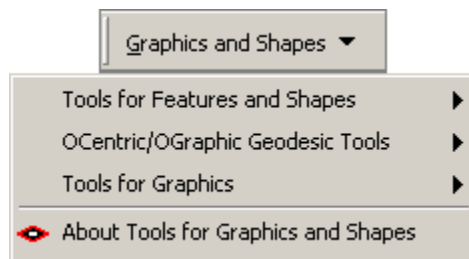 Graphics and Shapes
Tools for Features and Shapes
OCentric/OGraphic Geodesic Tools
Tools for Graphics
About Tools for Graphics and Shapes